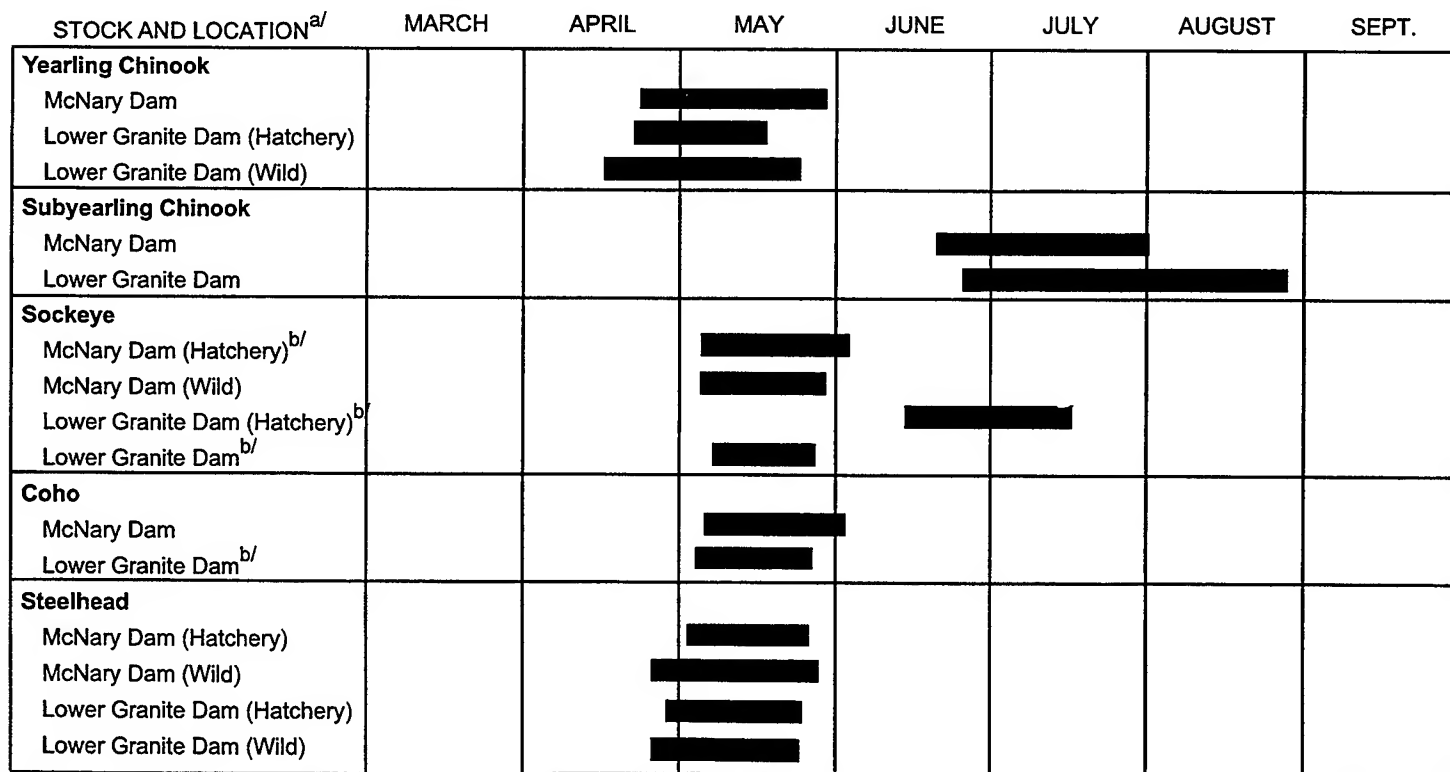 STOCK AND LOCATION a/ MARCH APRIL MAY JUNE JULY AUGUST SEPT.
Yearling Chinook
McNary Dam
Lower Granite Dam (Hatchery)
Lower Granite Dam (Wild)
Subyearling Chinook
McNary Dam
Lower Granite Dam
Sockeye
McNary Dam (Hatchery) b/
McNary Dam (Wild)
Lower Granite Dam (Hatchery) b/
Lower Granite Dam b/
Coho
McNary Dam
Lower Granite Dam b/
Steelhead
McNary Dam (Hatchery)
McNary Dam (Wild)
Lower Granite Dam (Hatchery)
Lower Granite Dam (Wild)